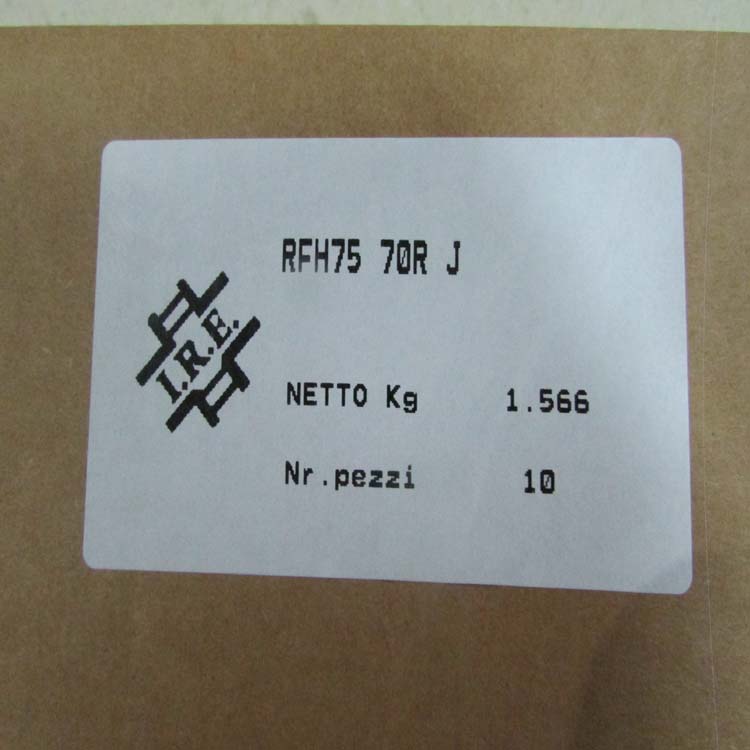 RFH75 70R J
I.R.E.
NETTO Kg 1.566
Nr.pezzi 10